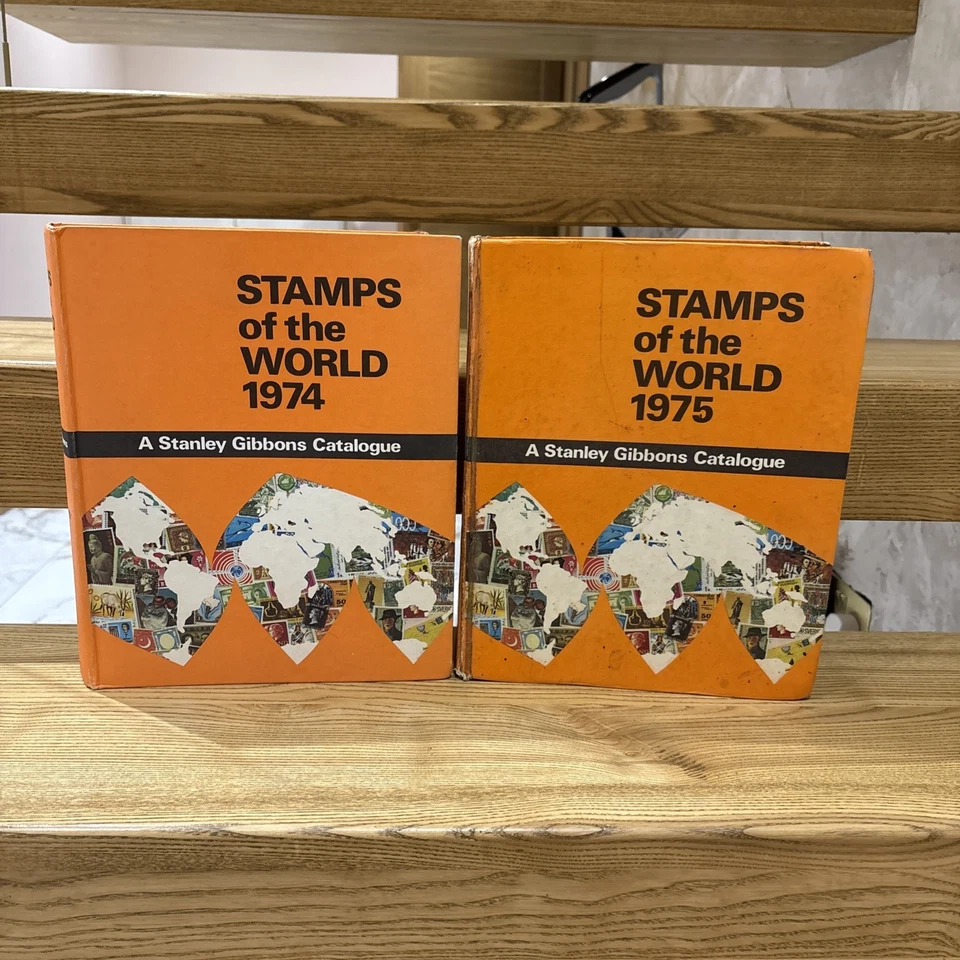 STAMPS
of the
WORLD
1974
A Stanley Gibbons Catalogue
STAMPS
of the
WORLD
1975
A Stanley Gibbons Catalogue